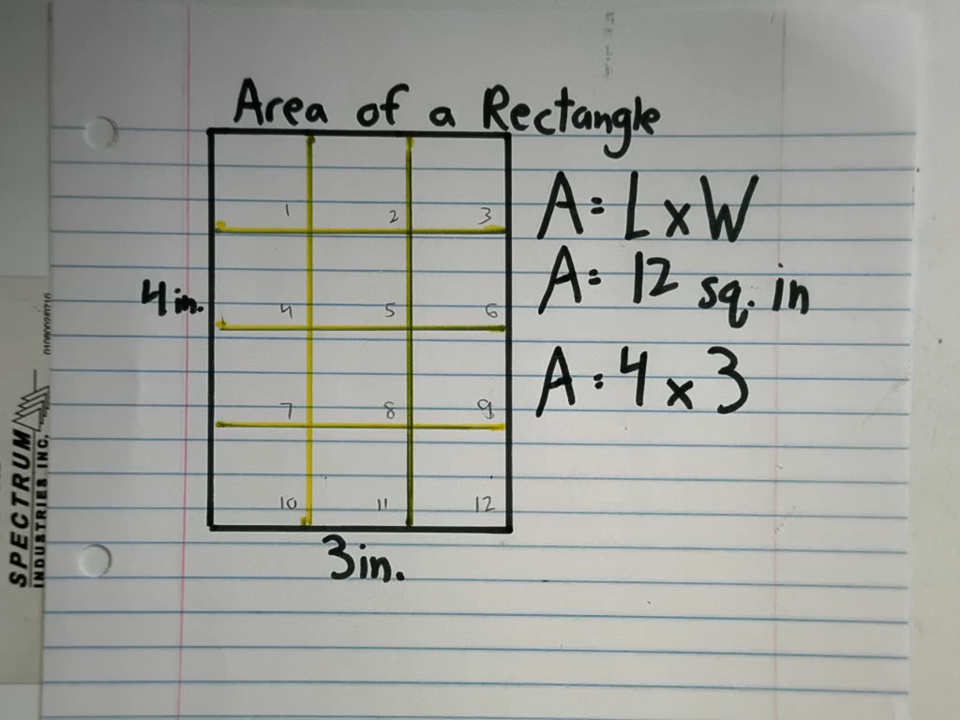 Area of a Rectangle
1 2 3
4 5 6
7 8 9
10 11 12
4in.
3in.
A = L x W
A = 12 sq. in
A = 4 x 3
SPECTRUM
INDUSTRIES INC.